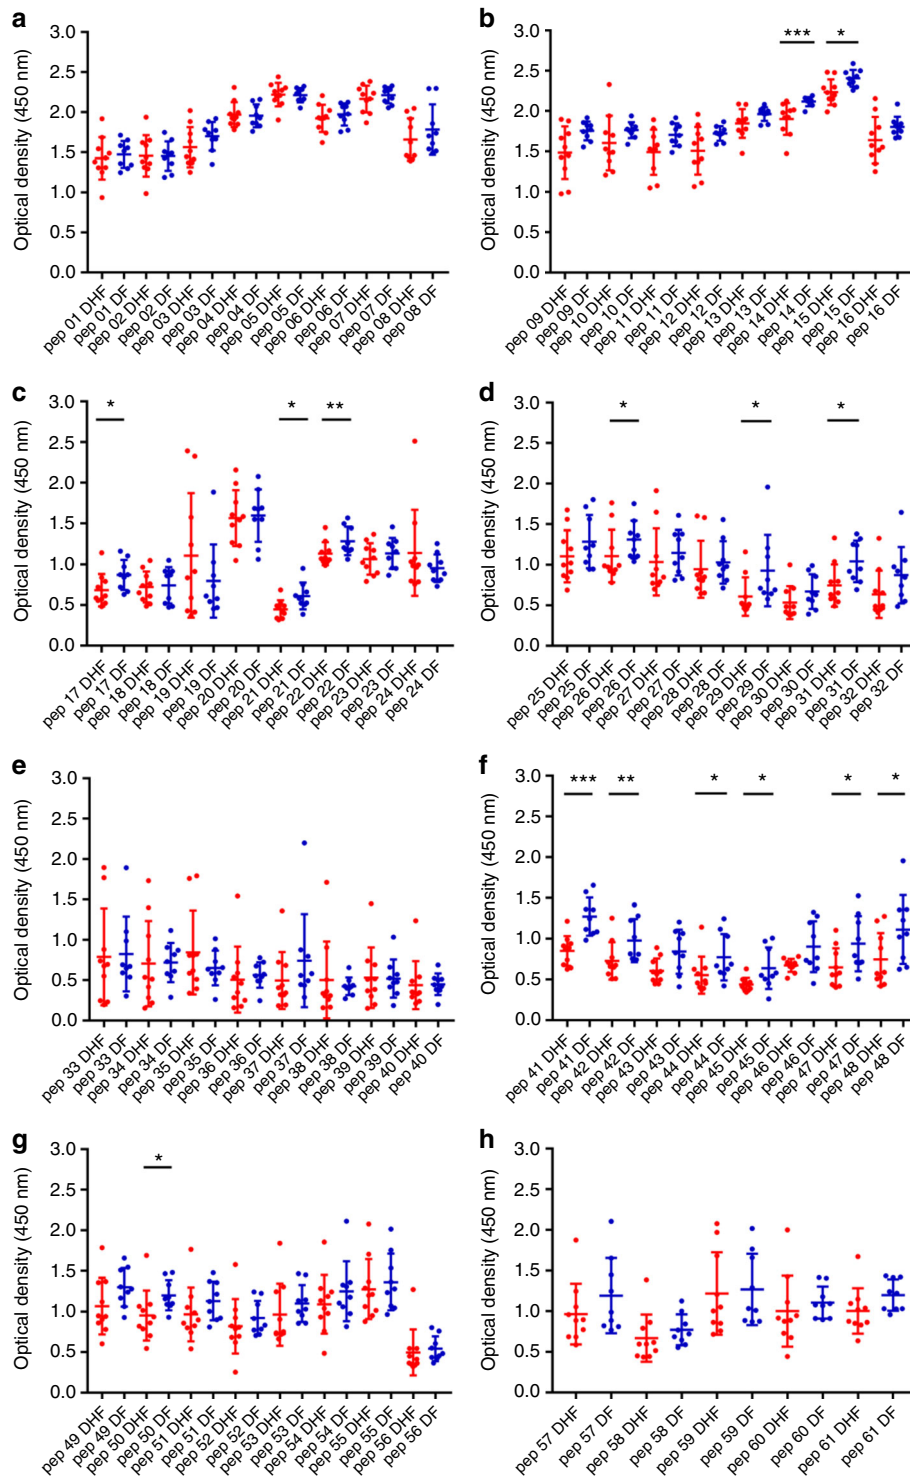 a
Optical density (450 nm)
3.0
2.5
2.0
1.5
1.0
0.5
0.0
pep 01 DHF
pep 01 DF
pep 02 DHF
pep 02 DF
pep 03 DHF
pep 03 DF
pep 04 DHF
pep 04 DF
pep 05 DHF
pep 05 DF
pep 06 DHF
pep 06 DF
pep 07 DHF
pep 07 DF
pep 08 DHF
pep 08 DF
b
Optical density (450 nm)
3.0
2.5
2.0
1.5
1.0
0.5
0.0
*** *
pep 09 DHF
pep 09 DF
pep 10 DHF
pep 10 DF
pep 11 DHF
pep 11 DF
pep 12 DHF
pep 12 DF
pep 13 DHF
pep 13 DF
pep 14 DHF
pep 14 DF
pep 15 DHF
pep 15 DF
pep 16 DHF
pep 16 DF
c
Optical density (450 nm)
3.0
2.5
2.0
1.5
1.0
0.5
0.0
* * **
pep 17 DHF
pep 17 DF
pep 18 DHF
pep 18 DF
pep 19 DHF
pep 19 DF
pep 20 DHF
pep 20 DF
pep 21 DHF
pep 21 DF
pep 22 DHF
pep 22 DF
pep 23 DHF
pep 23 DF
pep 24 DHF
pep 24 DF
d
Optical density (450 nm)
3.0
2.5
2.0
1.5
1.0
0.5
0.0
* * *
pep 25 DHF
pep 25 DF
pep 26 DHF
pep 26 DF
pep 27 DHF
pep 27 DF
pep 28 DHF
pep 28 DF
pep 29 DHF
pep 29 DF
pep 30 DHF
pep 30 DF
pep 31 DHF
pep 31 DF
pep 32 DHF
pep 32 DF
e
Optical density (450 nm)
3.0
2.5
2.0
1.5
1.0
0.5
0.0
pep 33 DHF
pep 33 DF
pep 34 DHF
pep 34 DF
pep 35 DHF
pep 35 DF
pep 36 DHF
pep 36 DF
pep 37 DHF
pep 37 DF
pep 38 DHF
pep 38 DF
pep 39 DHF
pep 39 DF
pep 40 DHF
pep 40 DF
f
Optical density (450 nm)
3.0
2.5
2.0
1.5
1.0
0.5
0.0
*** ** * * * *
pep 41 DHF
pep 41 DF
pep 42 DHF
pep 42 DF
pep 43 DHF
pep 43 DF
pep 44 DHF
pep 44 DF
pep 45 DHF
pep 45 DF
pep 46 DHF
pep 46 DF
pep 47 DHF
pep 47 DF
pep 48 DHF
pep 48 DF
g
Optical density (450 nm)
3.0
2.5
2.0
1.5
1.0
0.5
0.0
*
pep 49 DHF
pep 49 DF
pep 50 DHF
pep 50 DF
pep 51 DHF
pep 51 DF
pep 52 DHF
pep 52 DF
pep 53 DHF
pep 53 DF
pep 54 DHF
pep 54 DF
pep 55 DHF
pep 55 DF
pep 56 DHF
pep 56 DF
h
Optical density (450 nm)
3.0
2.5
2.0
1.5
1.0
0.5
0.0
pep 57 DHF
pep 57 DF
pep 58 DHF
pep 58 DF
pep 59 DHF
pep 59 DF
pep 60 DHF
pep 60 DF
pep 61 DHF
pep 61 DF